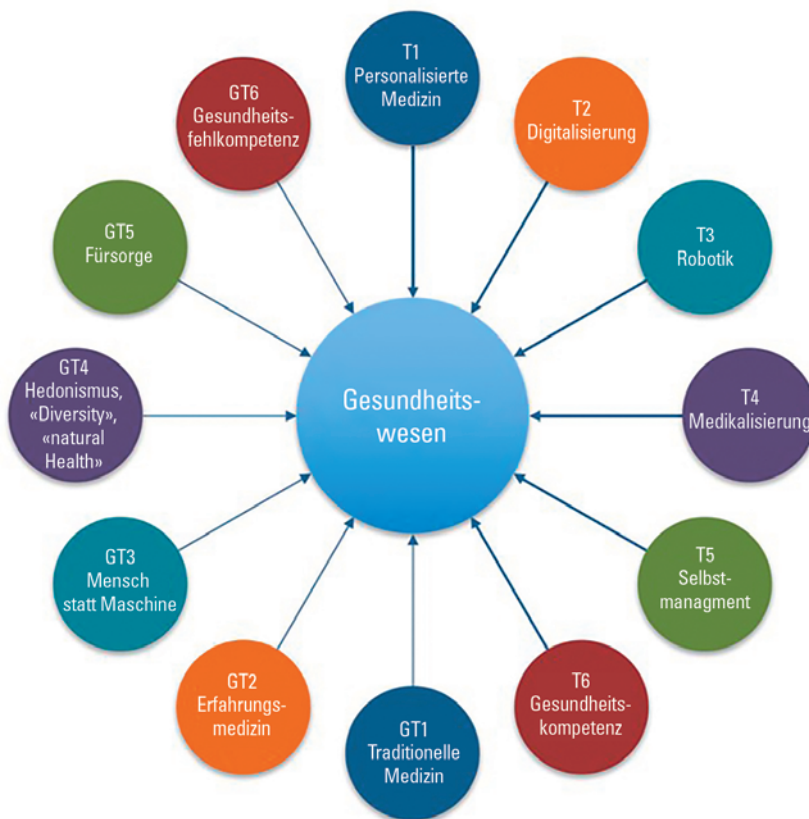 T1
Personalisierte
Medizin
T2
Digitalisierung
T3
Robotik
T4
Medikalisierung
T5
Selbst-
managment
T6
Gesundheits-
kompetenz
GT1
Traditionelle
Medizin
GT2
Erfahrungs-
medizin
GT3
Mensch
statt Maschine
GT4
Hedonismus,
«Diversity»,
«natural
Health»
GT5
Fürsorge
GT6
Gesundheits-
fehlkompetenz
Gesundheits-
wesen